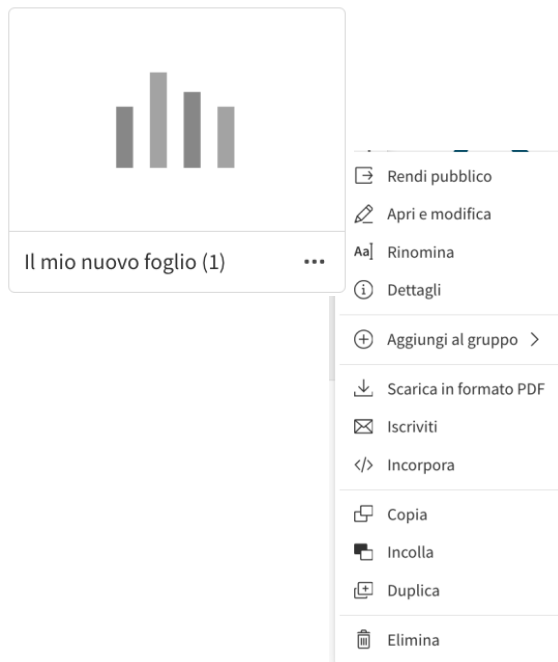 Il mio nuovo foglio (1)
Rendi pubblico
Apri e modifica
Rinomina
Dettagli
Aggiungi al gruppo
Scarica in formato PDF
Iscriviti
Incorpora
Copia
Incolla
Duplica
Elimina